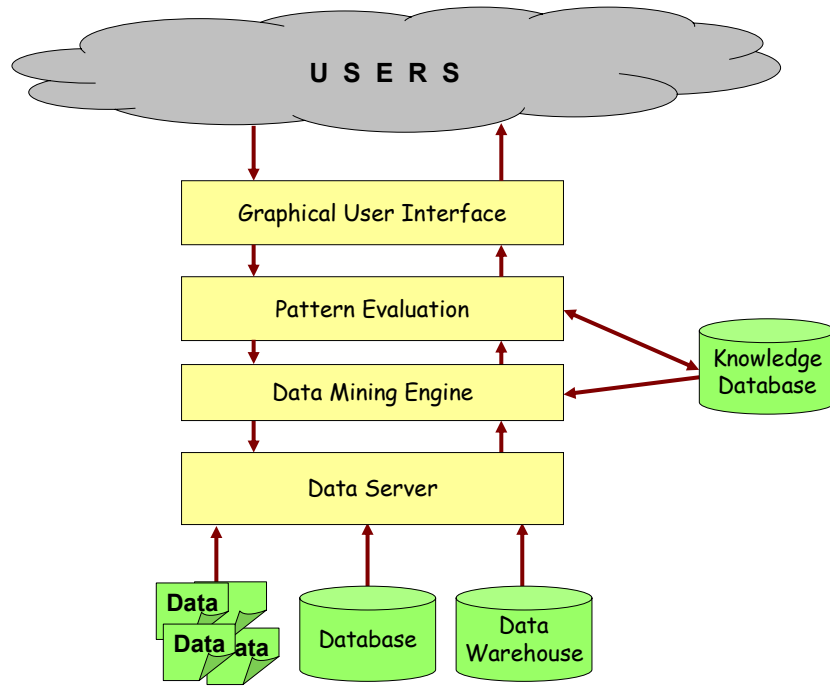 U S E R S
Graphical User Interface
Pattern Evaluation
Knowledge
Database
Data Mining Engine
Data Server
Data
Data
ata
Database
Data
Warehouse